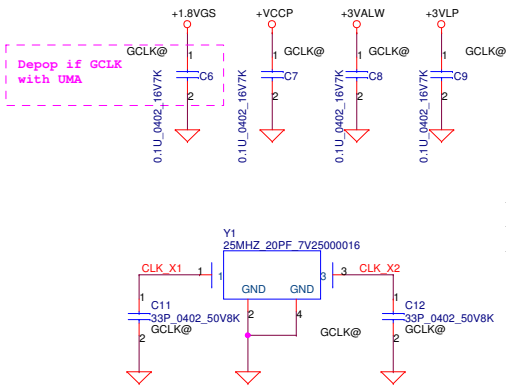 +1.8VGS
+VCCP
+3VALW
+3VLP
GCLK@
GCLK@
GCLK@
GCLK@
Depop if GCLK
with UMA
1
C6
2
0.1U_0402_16V7K
1
C7
2
0.1U_0402_16V7K
1
C8
2
0.1U_0402_16V7K
1
C9
2
0.1U_0402_16V7K
Y1
25MHZ_20PF_7V25000016
CLK_X1
1
1
3
3
CLK_X2
GND
GND
2
4
GCLK@
1
C11
33P_0402_50V8K
GCLK@
2
1
C12
33P_0402_50V8K
GCLK@
2